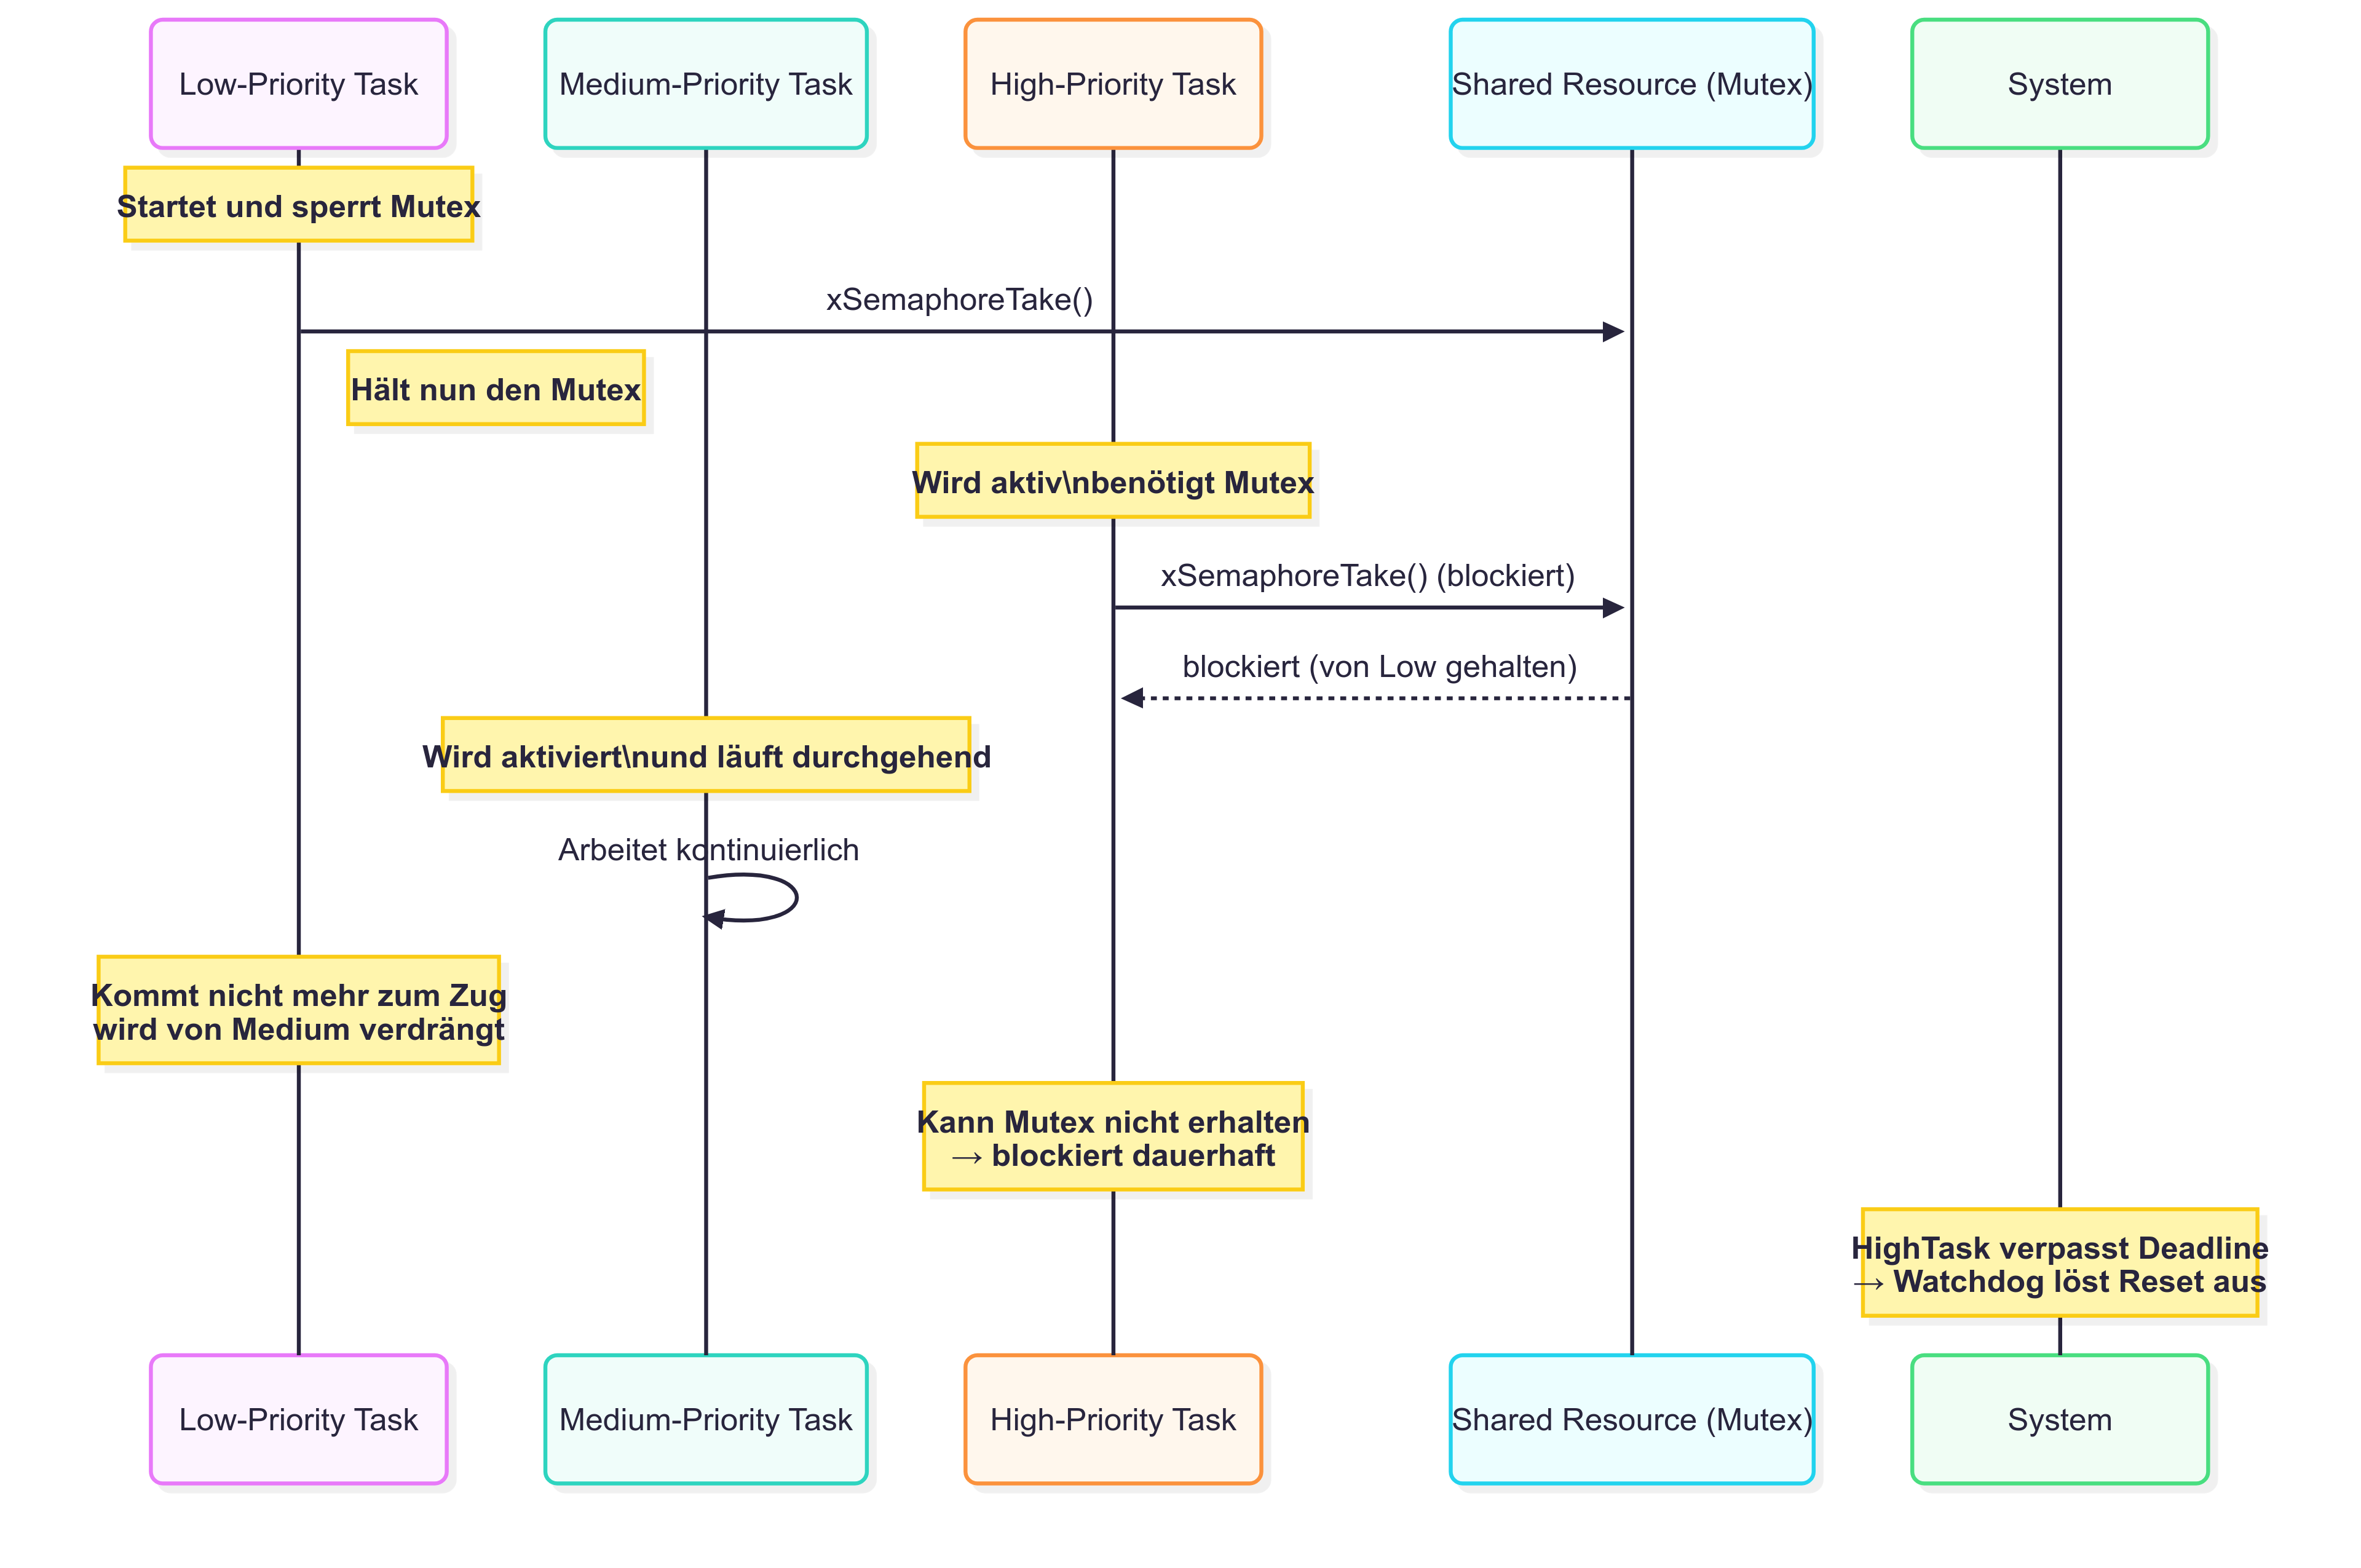 Low-Priority Task
Medium-Priority Task
High-Priority Task
Shared Resource (Mutex)
System
Startet und sperrt Mutex
xSemaphoreTake()
Hält nun den Mutex
Wird aktiv\nbenötigt Mutex
xSemaphoreTake() (blockiert)
blockiert (von Low gehalten)
Wird aktiviert\nund läuft durchgehend
Arbeitet kontinuierlich
Kommt nicht mehr zum Zug
wird von Medium verdrängt
Kann Mutex nicht erhalten
→ blockiert dauerhaft
HighTask verpasst Deadline
→ Watchdog löst Reset aus
Low-Priority Task
Medium-Priority Task
High-Priority Task
Shared Resource (Mutex)
System